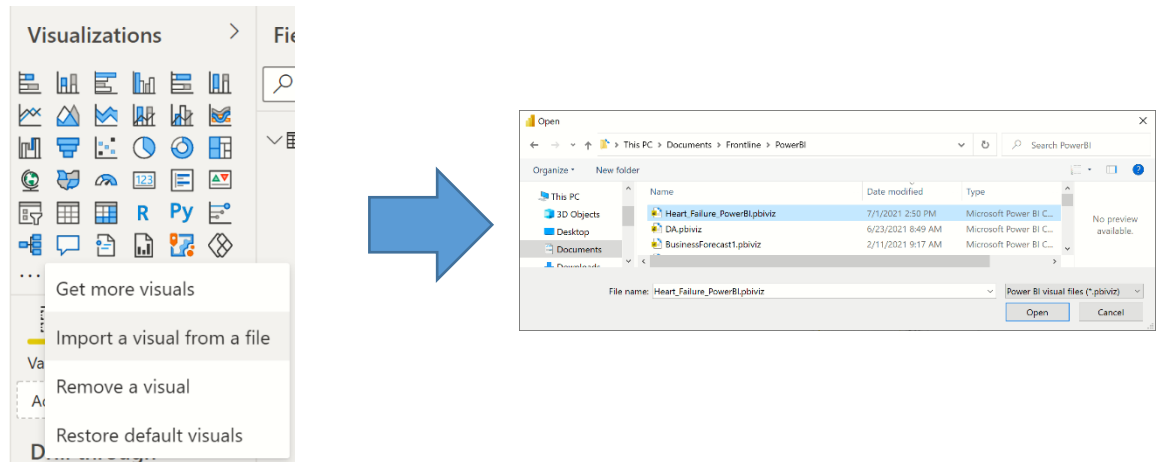 Visualizations
Fie
123
R
Py
Get more visuals
Import a visual from a file
Va
Remove a visual
Restore default visuals
Open
This PC > Documents > Frontline > PowerBI
Search PowerBI
Organize
New folder
Name
Date modified
Type
This PC
3D Objects
Desktop
Documents
Downloads
Heart_Failure_PowerBI.pbiviz
7/1/2021 2:50 PM
Microsoft Power BI C...
DA.pbiviz
6/23/2021 8:49 AM
Microsoft Power BI C...
BusinessForecast1.pbiviz
2/11/2021 9:17 AM
Microsoft Power BI C...
No preview
available.
File name:
Heart_Failure_PowerBI.pbiviz
Power BI visual files (*.pbiviz)
Open
Cancel